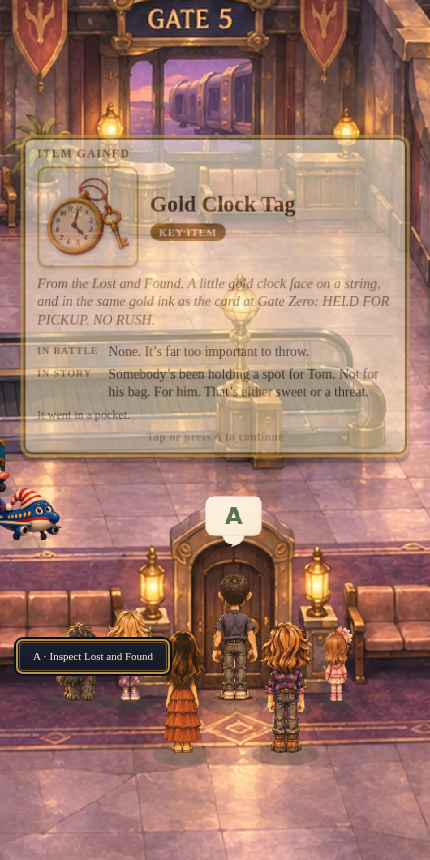 GATE 5
ITEM GAINED
Gold Clock Tag
KEY ITEM
From the Lost and Found. A little gold clock face on a string,
and in the same gold ink as the card at Gate Zero: HELD FOR
PICKUP. NO RUSH.
IN BATTLE None. It's far too important to throw.
IN STORY Somebody's been holding a spot for Tom. Not for
his bag. For him. That's either sweet or a threat.
It went in a pocket.
Tap or press A to continue
A
A · Inspect Lost and Found